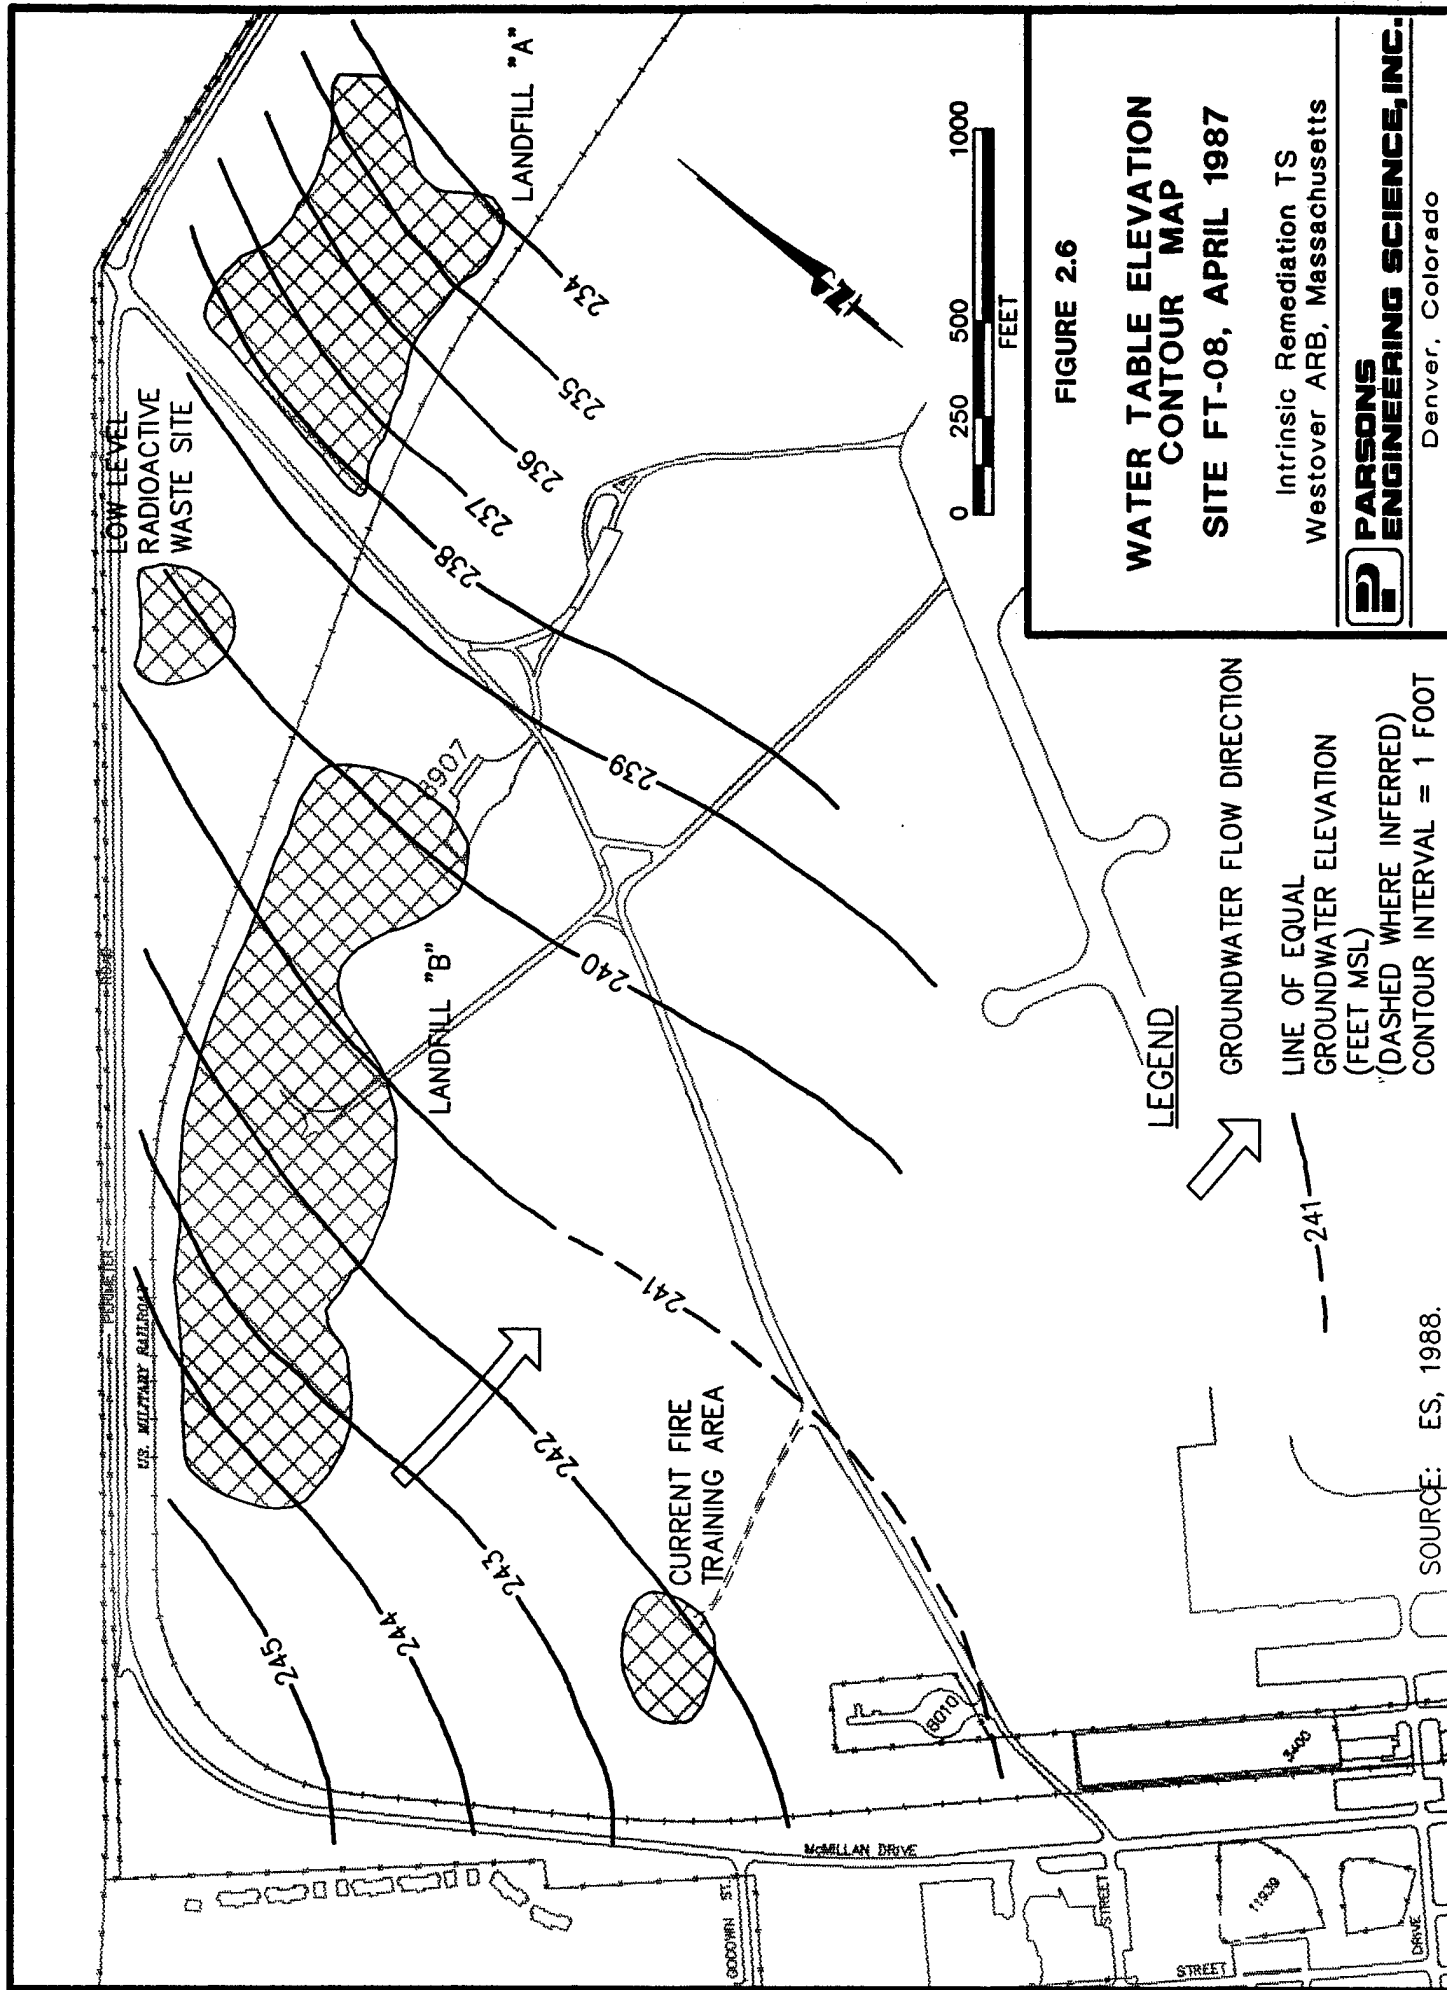 LANDFILL "A"
LOW LEVEL
RADIOACTIVE
WASTE SITE
LANDFILL "B"
CURRENT FIRE
TRAINING AREA
PERIMETER
ROAD
US. MILITARY RAILROAD
McMILLAN DRIVE
GODOWN ST.
STREET
STREET
DRIVE
8907
8010
3400
11939
245
244
243
242
241
240
239
238
237
236
235
234
N
0
250
500
1000
FEET
LEGEND
GROUNDWATER FLOW DIRECTION
241
LINE OF EQUAL
GROUNDWATER ELEVATION
(FEET MSL)
(DASHED WHERE INFERRED)
CONTOUR INTERVAL = 1 FOOT
SOURCE: ES, 1988.
FIGURE 2.6
WATER TABLE ELEVATION
CONTOUR MAP
SITE FT-08, APRIL 1987
Intrinsic Remediation TS
Westover ARB, Massachusetts
PARSONS
ENGINEERING SCIENCE, INC.
Denver, Colorado